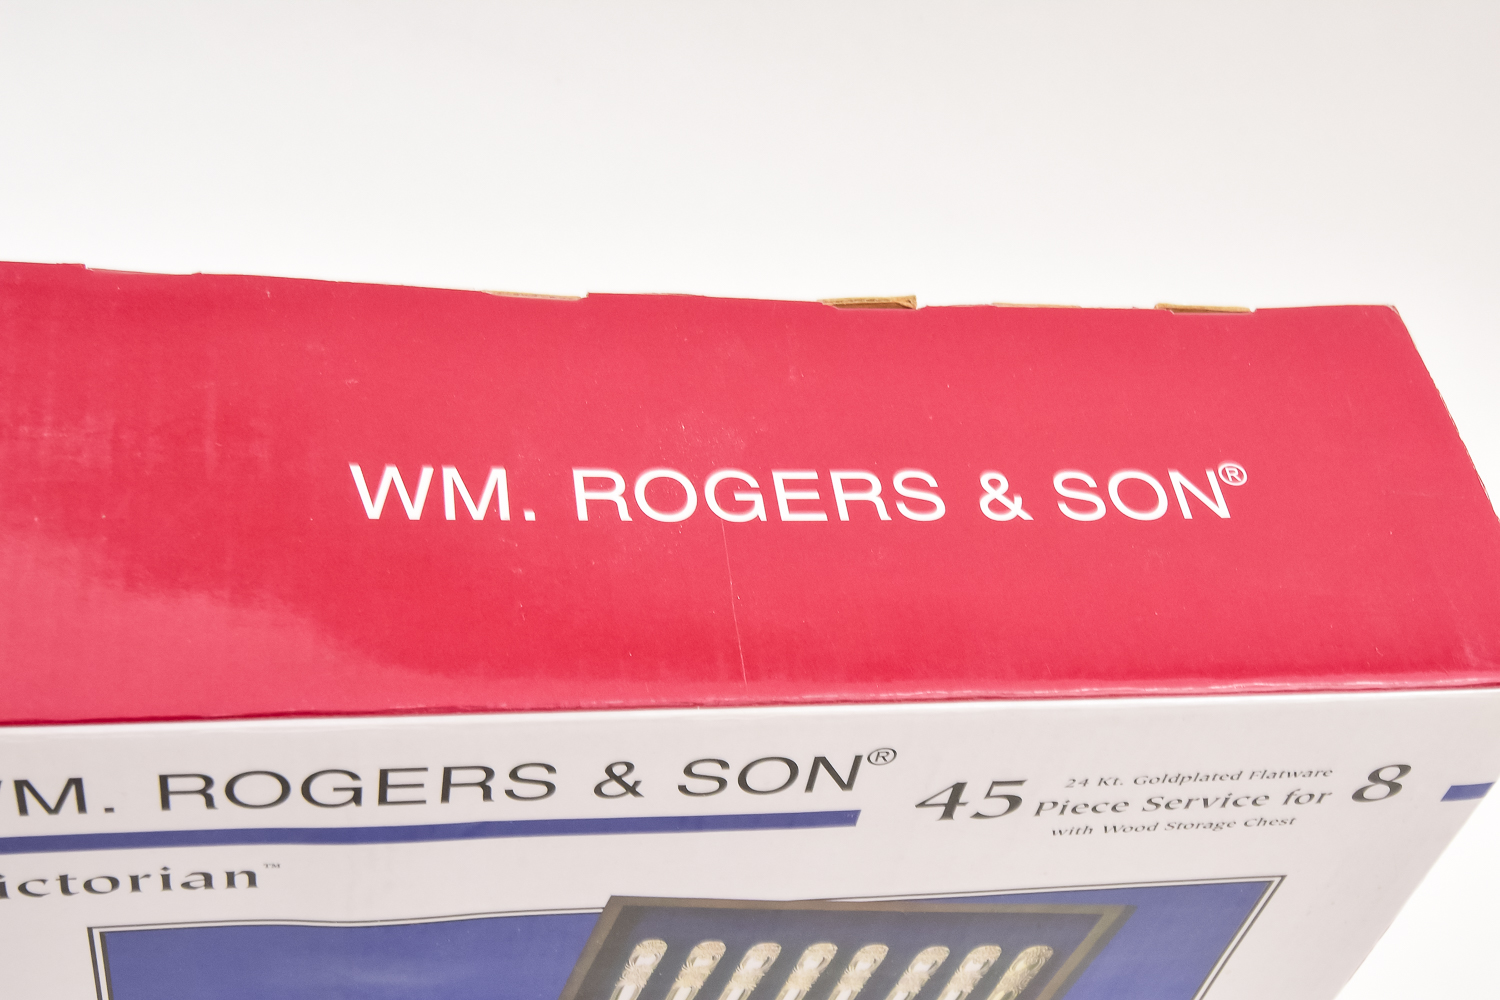 WM. ROGERS & SON®
M. ROGERS & SON®
45 24 Kt. Goldplated Flatware
Piece Service for 8
with Wood Storage Chest
ictorian™